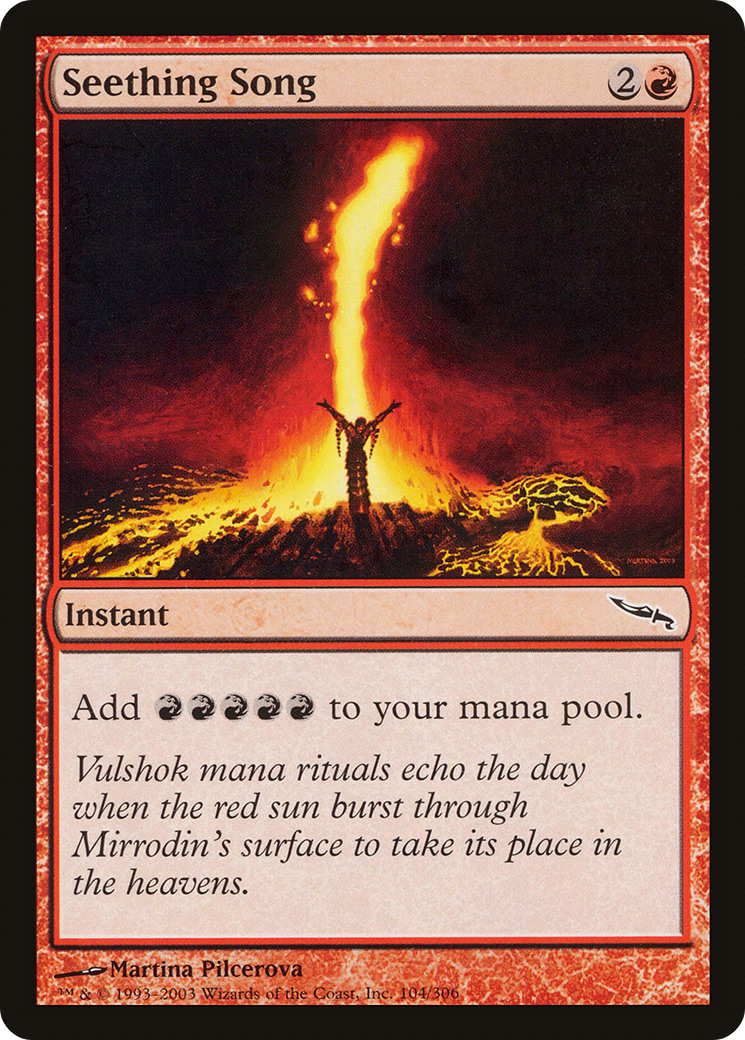 Seething Song 2
MARTINA 2003
Instant
Add to your mana pool.
Vulshok mana rituals echo the day
when the red sun burst through
Mirrodin's surface to take its place in
the heavens.
Martina Pilcerova
™ & © 1993–2003 Wizards of the Coast, Inc. 104/306